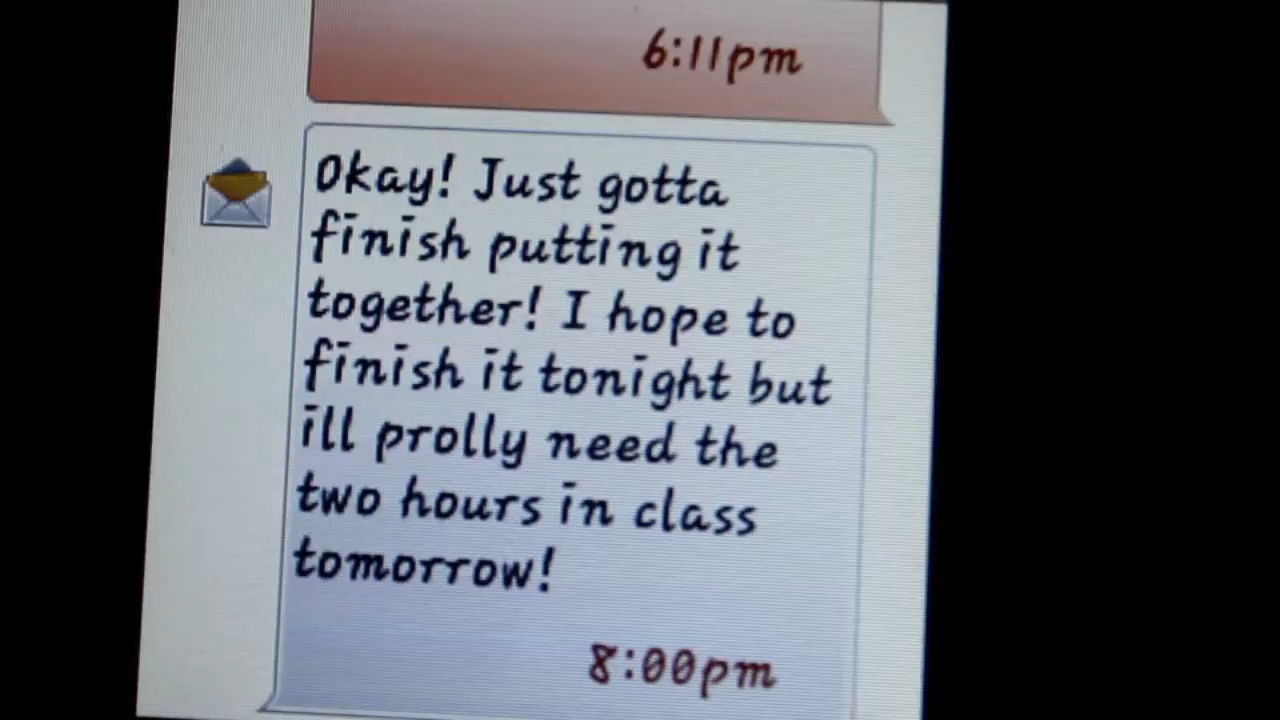 6:11pm
Okay! Just gotta
finish putting it
together! I hope to
finish it tonight but
ill prolly need the
two hours in class
tomorrow!
8:00pm